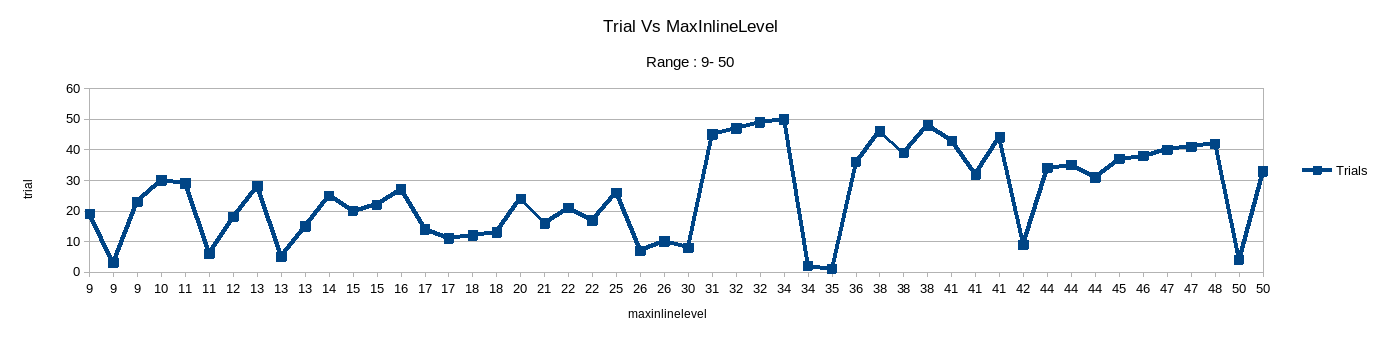 Trial Vs MaxInlineLevel
Range : 9- 50
60
50
40
30
20
10
0
trial
9 9 9 10 11 11 12 13 13 13 14 15 15 16 17 17 18 18 20 21 22 22 25 26 26 30 31 32 32 34 34 35 36 38 38 38 41 41 41 42 44 44 44 45 46 47 47 48 50 50
maxinlinelevel
Trials